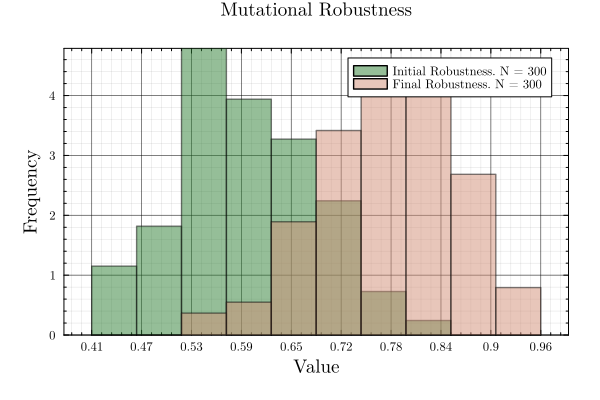 Mutational Robustness
Initial Robustness. N = 300
Final Robustness. N = 300
Frequency
4
3
2
1
0
0.41 0.47 0.53 0.59 0.65 0.72 0.78 0.84 0.9 0.96
Value